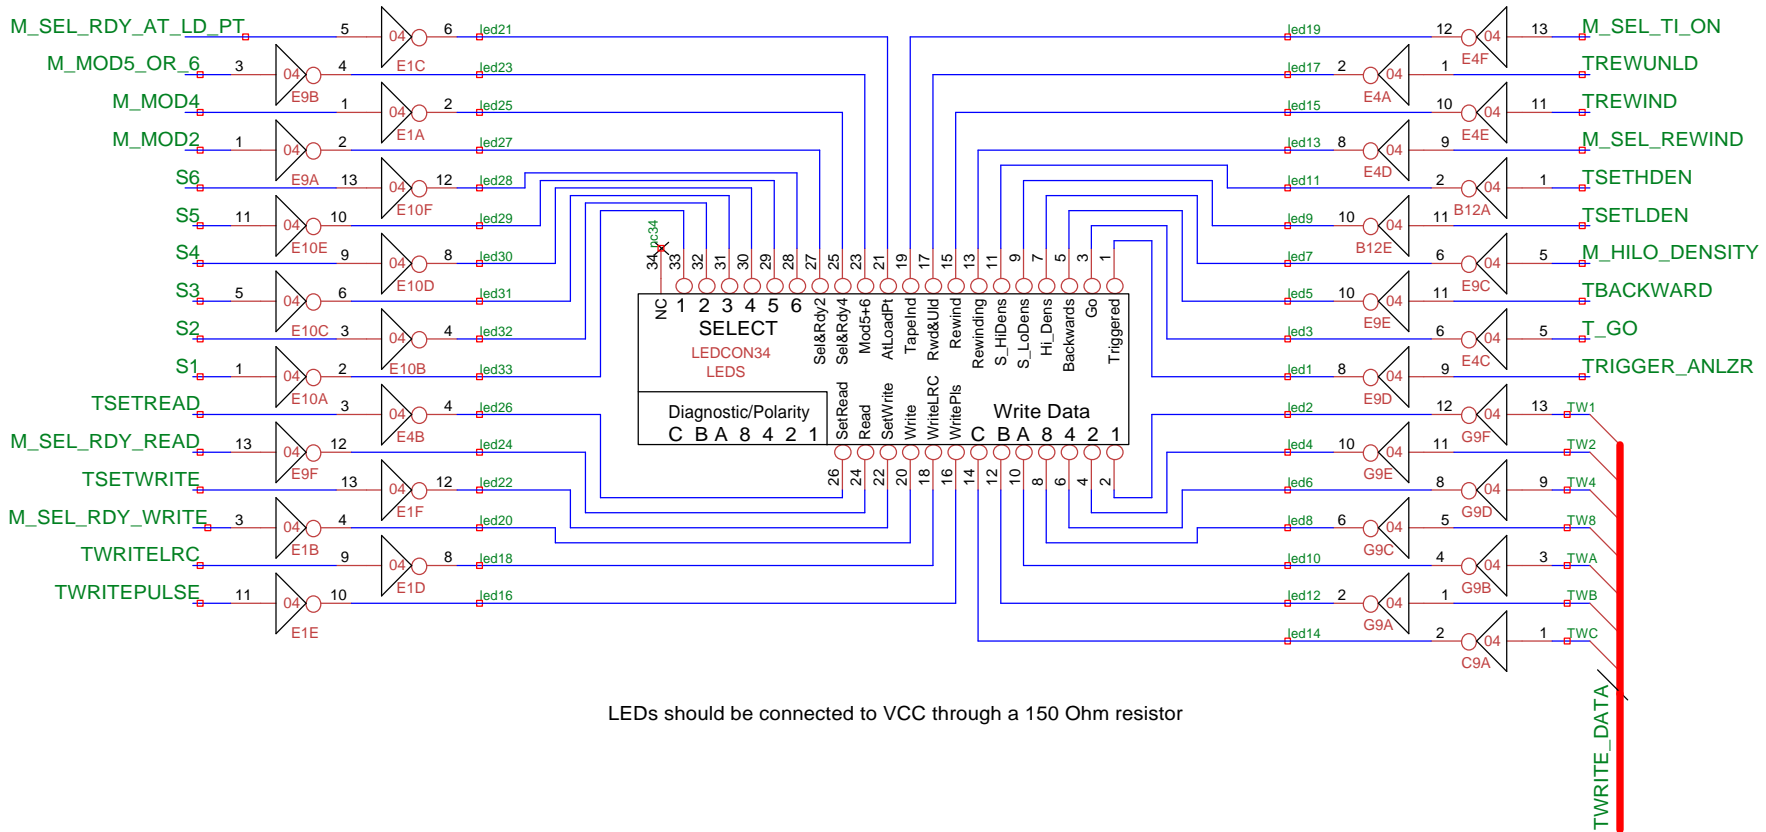 M_SEL_RDY_AT_LD_PT 5 04 6 led21 E1C
M_MOD5_OR_6 3 04 4 led23 E9B
M_MOD4 1 04 2 led25 E1A
M_MOD2 1 04 2 led27 E9A
S6 13 04 12 led28 E10F
S5 11 04 10 led29 E10E
S4 9 04 8 led30 E10D
S3 5 04 6 led31 E10C
S2 3 04 4 led32 E10B
S1 1 04 2 led33 E10A
TSETREAD 3 04 4 led26 E4B
M_SEL_RDY_READ 13 04 12 led24 E9F
TSETWRITE 13 04 12 led22 E1F
M_SEL_RDY_WRITE 3 04 4 led20 E1B
TWRITELRC 9 04 8 led18 E1D
TWRITEPULSE 11 04 10 led16 E1E
nc34
34 33 32 31 30 29 28 27 25 23 21 19 17 15 13 11 9 7 5 3 1
NC 1 2 3 4 5 6 Sel&Rdy2 Sel&Rdy4 Mod5+6 AtLoadPt TapeInd Rwd&Uld Rewind Rewinding S_HiDens S_LoDens Hi_Dens Backwards Go Triggered
SELECT
LEDCON34
LEDS
Diagnostic/Polarity
C B A 8 4 2 1
SetRead Read SetWrite Write WriteLRC WritePls
Write Data
C B A 8 4 2 1
26 24 22 20 18 16 14 12 10 8 6 4 2
led19 12 04 13 M_SEL_TI_ON E4F
led17 2 04 1 TREWUNLD E4A
led15 10 04 11 TREWIND E4E
led13 8 04 9 M_SEL_REWIND E4D
led11 2 04 1 TSETHDEN B12A
led9 10 04 11 TSETLDEN B12E
led7 6 04 5 M_HILO_DENSITY E9C
led5 10 04 11 TBACKWARD E9E
led3 6 04 5 T_GO E4C
led1 8 04 9 TRIGGER_ANLZR E9D
led2 12 04 13 TW1 G9F
led4 10 04 11 TW2 G9E
led6 8 04 9 TW4 G9D
led8 6 04 5 TW8 G9C
led10 4 04 3 TWA G9B
led12 2 04 1 TWB G9A
led14 2 04 1 TWC C9A
TWRITE_DATA
LEDs should be connected to VCC through a 150 Ohm resistor